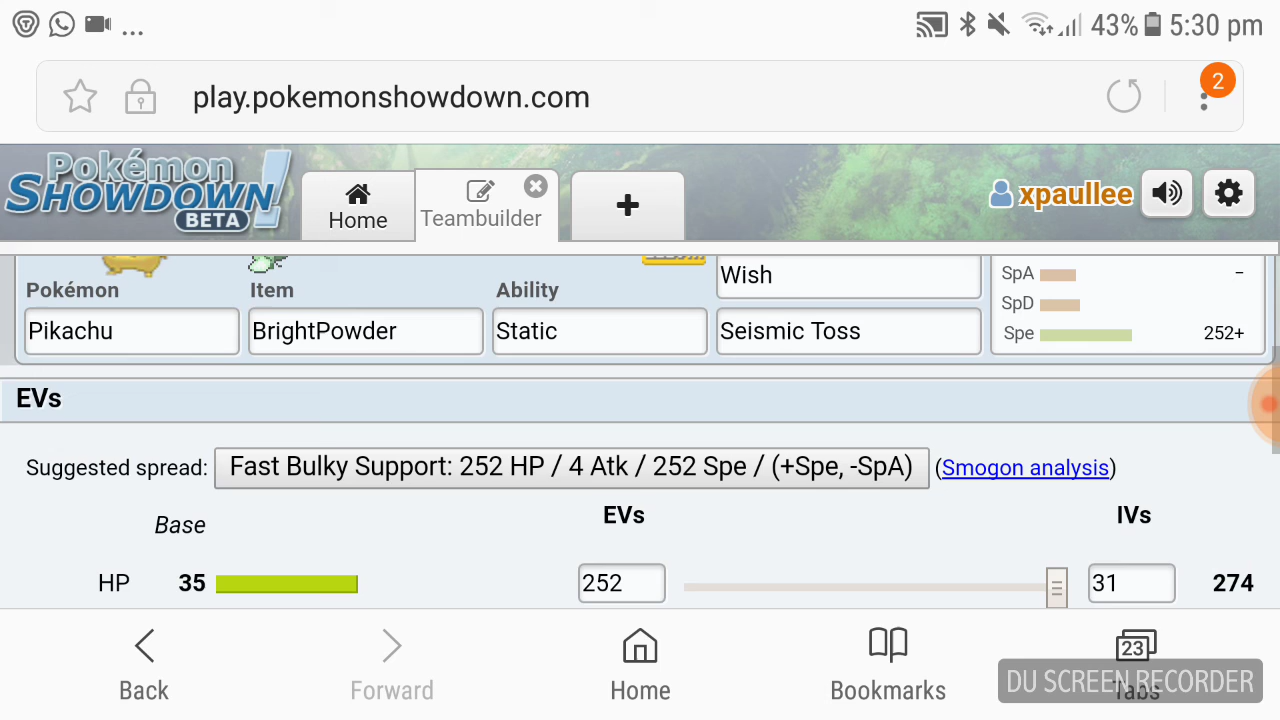 ... 43% 5:30 pm
play.pokemonshowdown.com 2
Pokémon
SHOWDOWN!
BETA
Home
Teambuilder
+
xpaullee
Pokémon Item Ability
Pikachu BrightPowder Static
Wish
Seismic Toss
SpA –
SpD
Spe 252+
EVs
Suggested spread: Fast Bulky Support: 252 HP / 4 Atk / 252 Spe / (+Spe, -SpA) (Smogon analysis)
Base EVs IVs
HP 35 252 31 274
Back Forward Home Bookmarks Tabs
23
DU SCREEN RECORDER